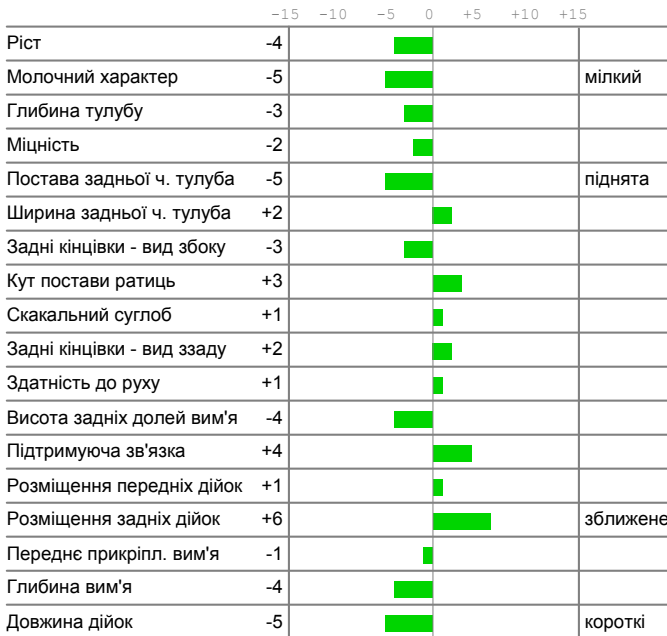 -15 -10 -5 0 +5 +10 +15
Ріст -4
Молочний характер -5 мілкий
Глибина тулубу -3
Міцність -2
Постава задньої ч. тулуба -5 піднята
Ширина задньої ч. тулуба +2
Задні кінцівки - вид збоку -3
Кут постави ратиць +3
Скакальний суглоб +1
Задні кінцівки - вид ззаду +2
Здатність до руху +1
Висота задніх долей вим'я -4
Підтримуюча зв'язка +4
Розміщення передніх дійок +1
Розміщення задніх дійок +6 зближене
Переднє прикріпл. вим'я -1
Глибина вим'я -4
Довжина дійок -5 короткі